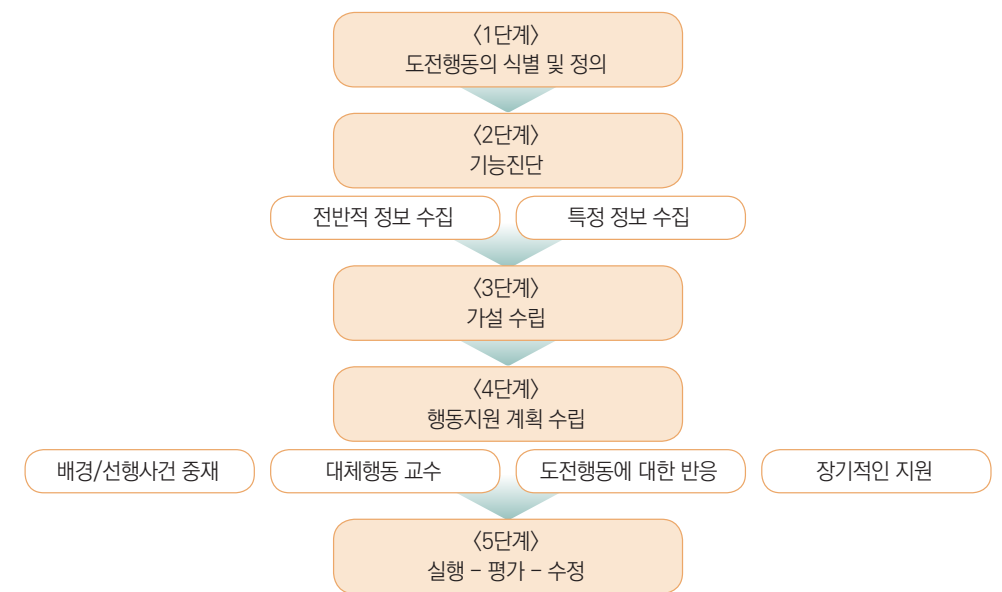 〈1단계〉
도전행동의 식별 및 정의
〈2단계〉
기능진단
전반적 정보 수집
특정 정보 수집
〈3단계〉
가설 수립
〈4단계〉
행동지원 계획 수립
배경/선행사건 중재
대체행동 교수
도전행동에 대한 반응
장기적인 지원
〈5단계〉
실행 – 평가 – 수정